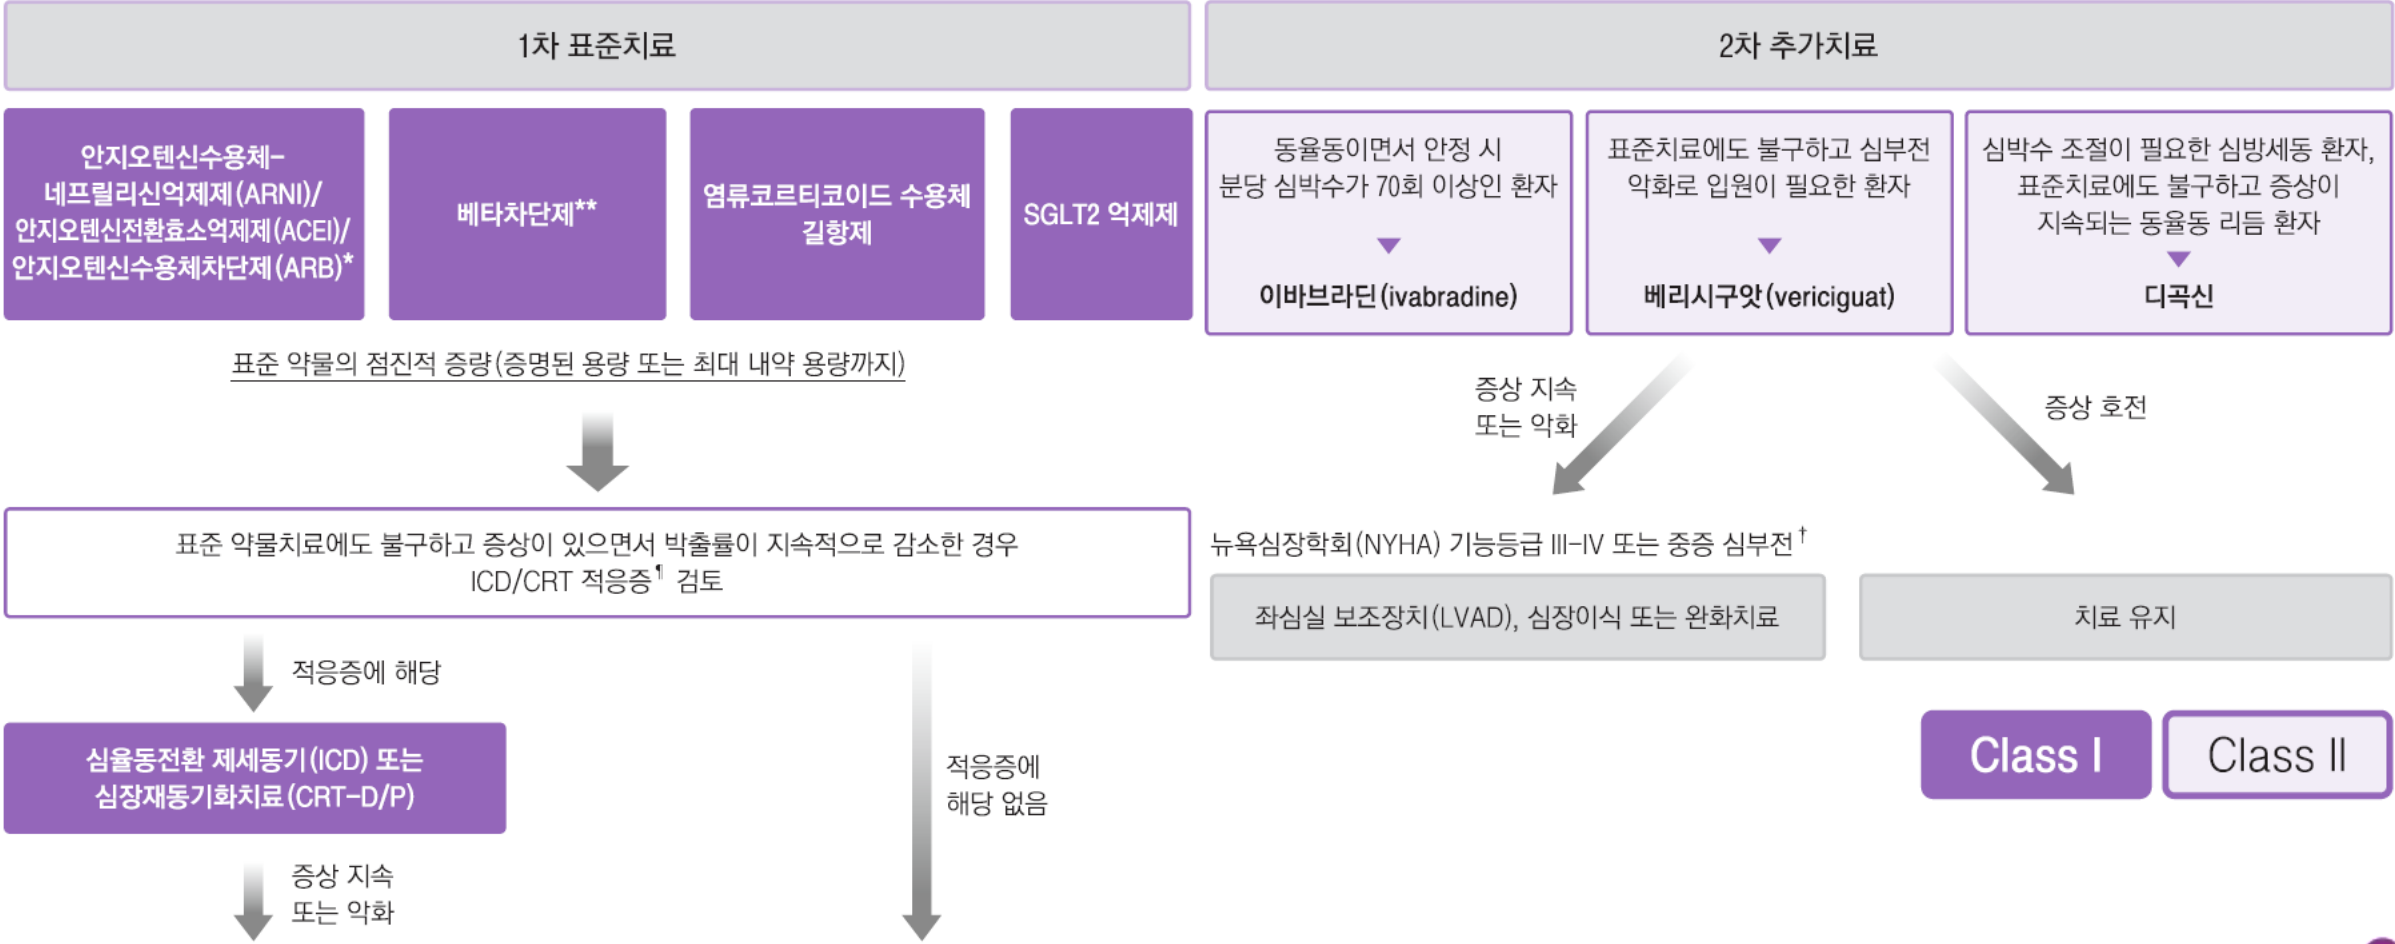 1차 표준치료
안지오텐신수용체-
네프릴리신억제제(ARNI)/
안지오텐신전환효소억제제(ACEI)/
안지오텐신수용체차단제(ARB)*
베타차단제**
염류코르티코이드 수용체
길항제
SGLT2 억제제
표준 약물의 점진적 증량(증명된 용량 또는 최대 내약 용량까지)
표준 약물치료에도 불구하고 증상이 있으면서 박출률이 지속적으로 감소한 경우
ICD/CRT 적응증¶ 검토
적응증에 해당
심율동전환 제세동기(ICD) 또는
심장재동기화치료(CRT-D/P)
적응증에
해당 없음
증상 지속
또는 악화
2차 추가치료
동율동이면서 안정 시
분당 심박수가 70회 이상인 환자
이바브라딘(ivabradine)
표준치료에도 불구하고 심부전
악화로 입원이 필요한 환자
베리시구앗(vericiguat)
심박수 조절이 필요한 심방세동 환자,
표준치료에도 불구하고 증상이
지속되는 동율동 리듬 환자
디곡신
증상 지속
또는 악화
증상 호전
뉴욕심장학회(NYHA) 기능등급 III-IV 또는 중증 심부전†
좌심실 보조장치(LVAD), 심장이식 또는 완화치료
치료 유지
Class I
Class II